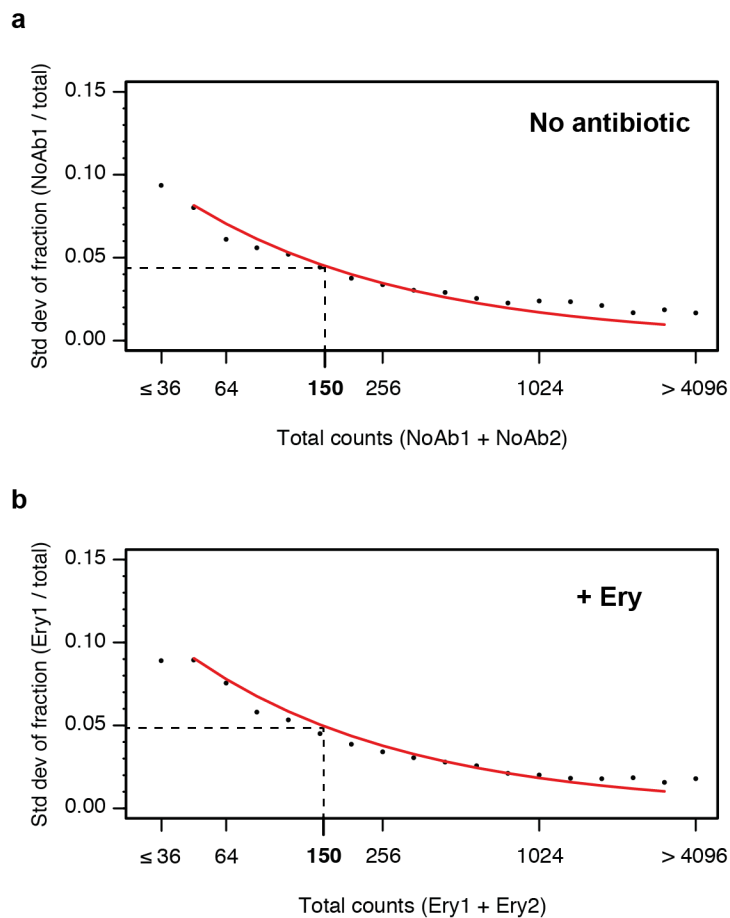 a
Std dev of fraction (NoAb1 / total)
0.15
0.10
0.05
0.00
No antibiotic
≤ 36 64 150 256 1024 > 4096
Total counts (NoAb1 + NoAb2)
b
Std dev of fraction (Ery1 / total)
0.15
0.10
0.05
0.00
+ Ery
≤ 36 64 150 256 1024 > 4096
Total counts (Ery1 + Ery2)